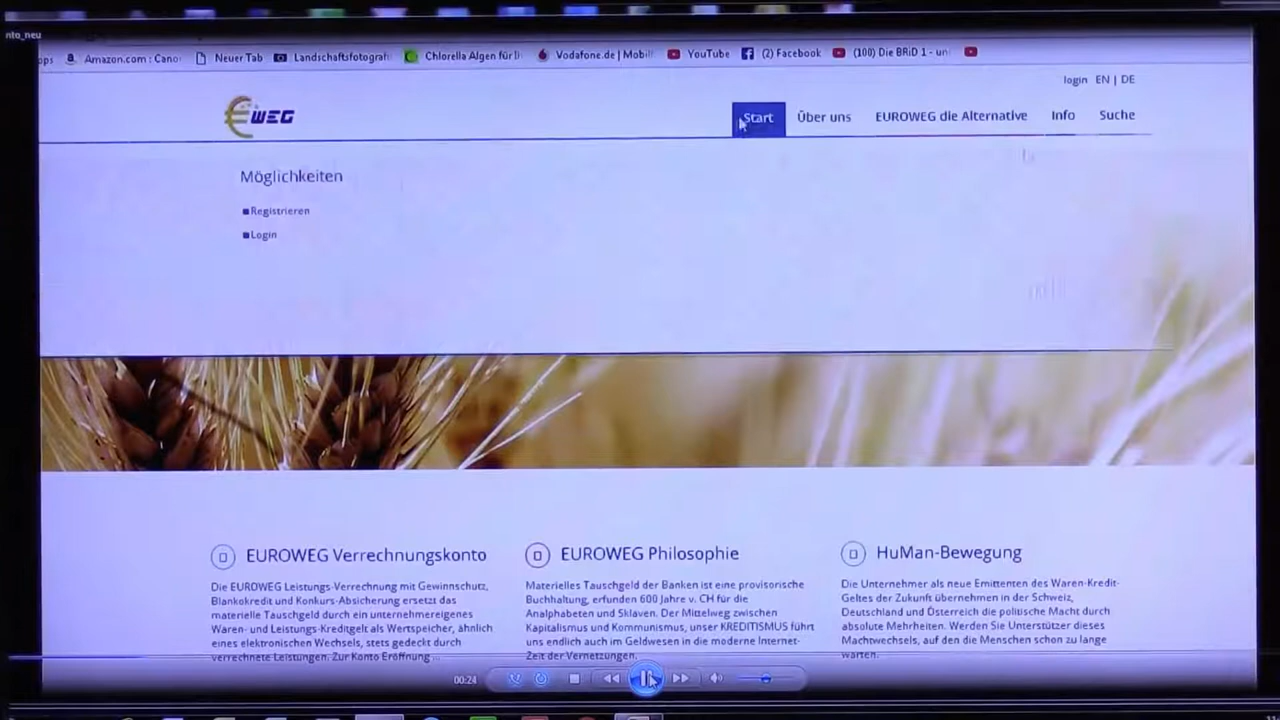 nto_neu
ops Amazon.com : Cano Neuer Tab Landschaftsfotografi Chlorella Algen für li Vodafone.de | Mobil YouTube (2) Facebook (100) Die BRiD 1 - un
login EN | DE
€WEG Start Über uns EUROWEG die Alternative Info Suche
Möglichkeiten
Registrieren
Login
EUROWEG Verrechnungskonto
Die EUROWEG Leistungs-Verrechnung mit Gewinnschutz,
Blankokredit und Konkurs-Absicherung ersetzt das
materielle Tauschgeld durch ein unternehmereigenes
Waren- und Leistungs-Kreditgelt als Wertspeicher, ähnlich
eines elektronischen Wechsels, stets gedeckt durch
verrechnete Leistungen. Zur Konto Eröffnung ...
EUROWEG Philosophie
Materielles Tauschgeld der Banken ist eine provisorische
Buchhaltung, erfunden 600 Jahre v. CH für die
Analphabeten und Sklaven. Der Mittelweg zwischen
Kapitalismus und Kommunismus, unser KREDITISMUS führt
uns endlich auch im Geldwesen in die moderne Internet-
Zeit der Vernetzungen.
HuMan-Bewegung
Die Unternehmer als neue Emittenten des Waren-Kredit-
Geltes der Zukunft übernehmen in der Schweiz,
Deutschland und Österreich die politische Macht durch
absolute Mehrheiten. Werden Sie Unterstützer dieses
Machtwechsels, auf den die Menschen schon zu lange
warten.
00:24